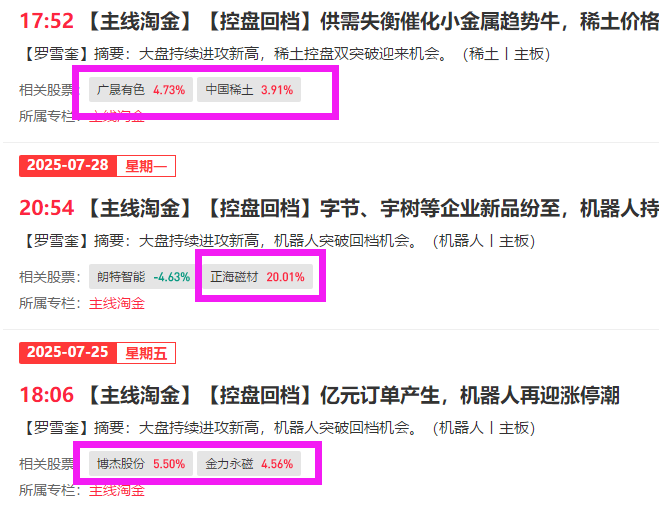 17:52 【主线淘金】【控盘回档】供需失衡催化小金属趋势牛，稀土价格
【罗雪奎】摘要：大盘持续进攻新高，稀土控盘双突破迎来机会。（稀土丨主板）
相关股票： 广晟有色 4.73% 中国稀土 3.91%
所属专栏：主线淘金
2025-07-28 星期一
20:54 【主线淘金】【控盘回档】字节、宇树等企业新品纷至，机器人持
【罗雪奎】摘要：大盘持续进攻新高，机器人突破回档机会。（机器人丨主板）
相关股票： 朗特智能 -4.63% 正海磁材 20.01%
所属专栏：主线淘金
2025-07-25 星期五
18:06 【主线淘金】【控盘回档】亿元订单产生，机器人再迎涨停潮
【罗雪奎】摘要：大盘持续进攻新高，机器人突破回档机会。（机器人丨主板）
相关股票： 博杰股份 5.50% 金力永磁 4.56%
所属专栏：主线淘金